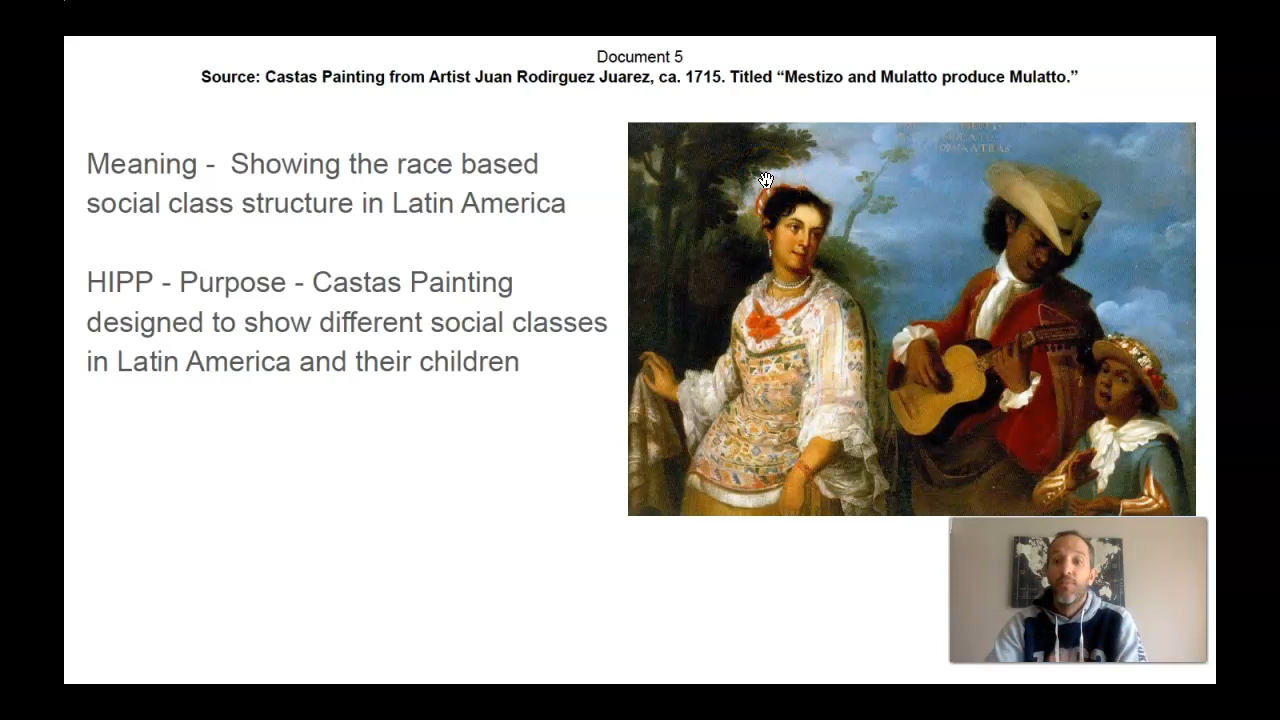 Document 5
Source: Castas Painting from Artist Juan Rodirguez Juarez, ca. 1715. Titled “Mestizo and Mulatto produce Mulatto.”
Meaning - Showing the race based
social class structure in Latin America
HIPP - Purpose - Castas Painting
designed to show different social classes
in Latin America and their children